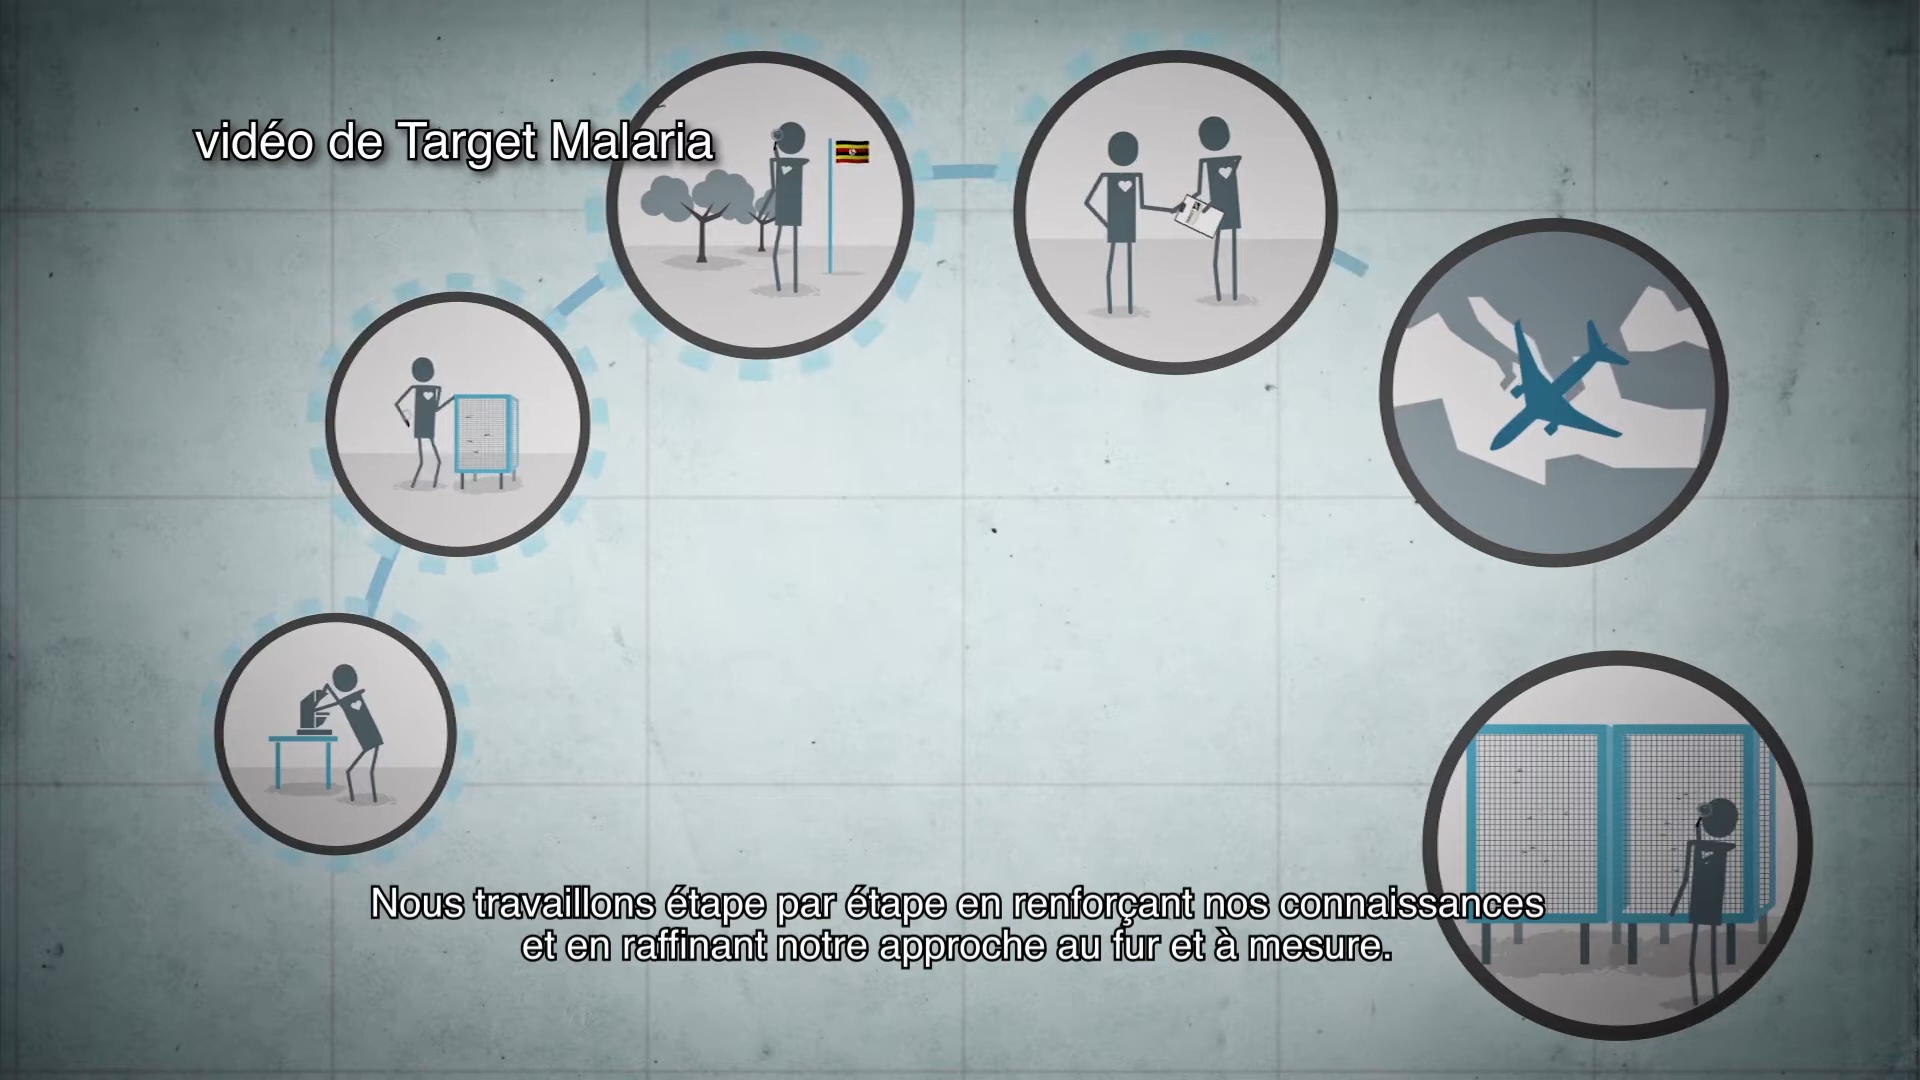 vidéo de Target Malaria
Nous travaillons étape par étape en renforçant nos connaissances
et en raffinant notre approche au fur et à mesure.